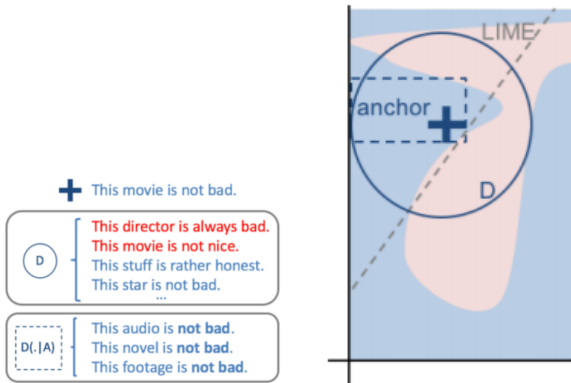 This movie is not bad.
D
This director is always bad.
This movie is not nice.
This stuff is rather honest.
This star is not bad.
...
D(.|A)
This audio is not bad.
This novel is not bad.
This footage is not bad.
LIME
anchor
D